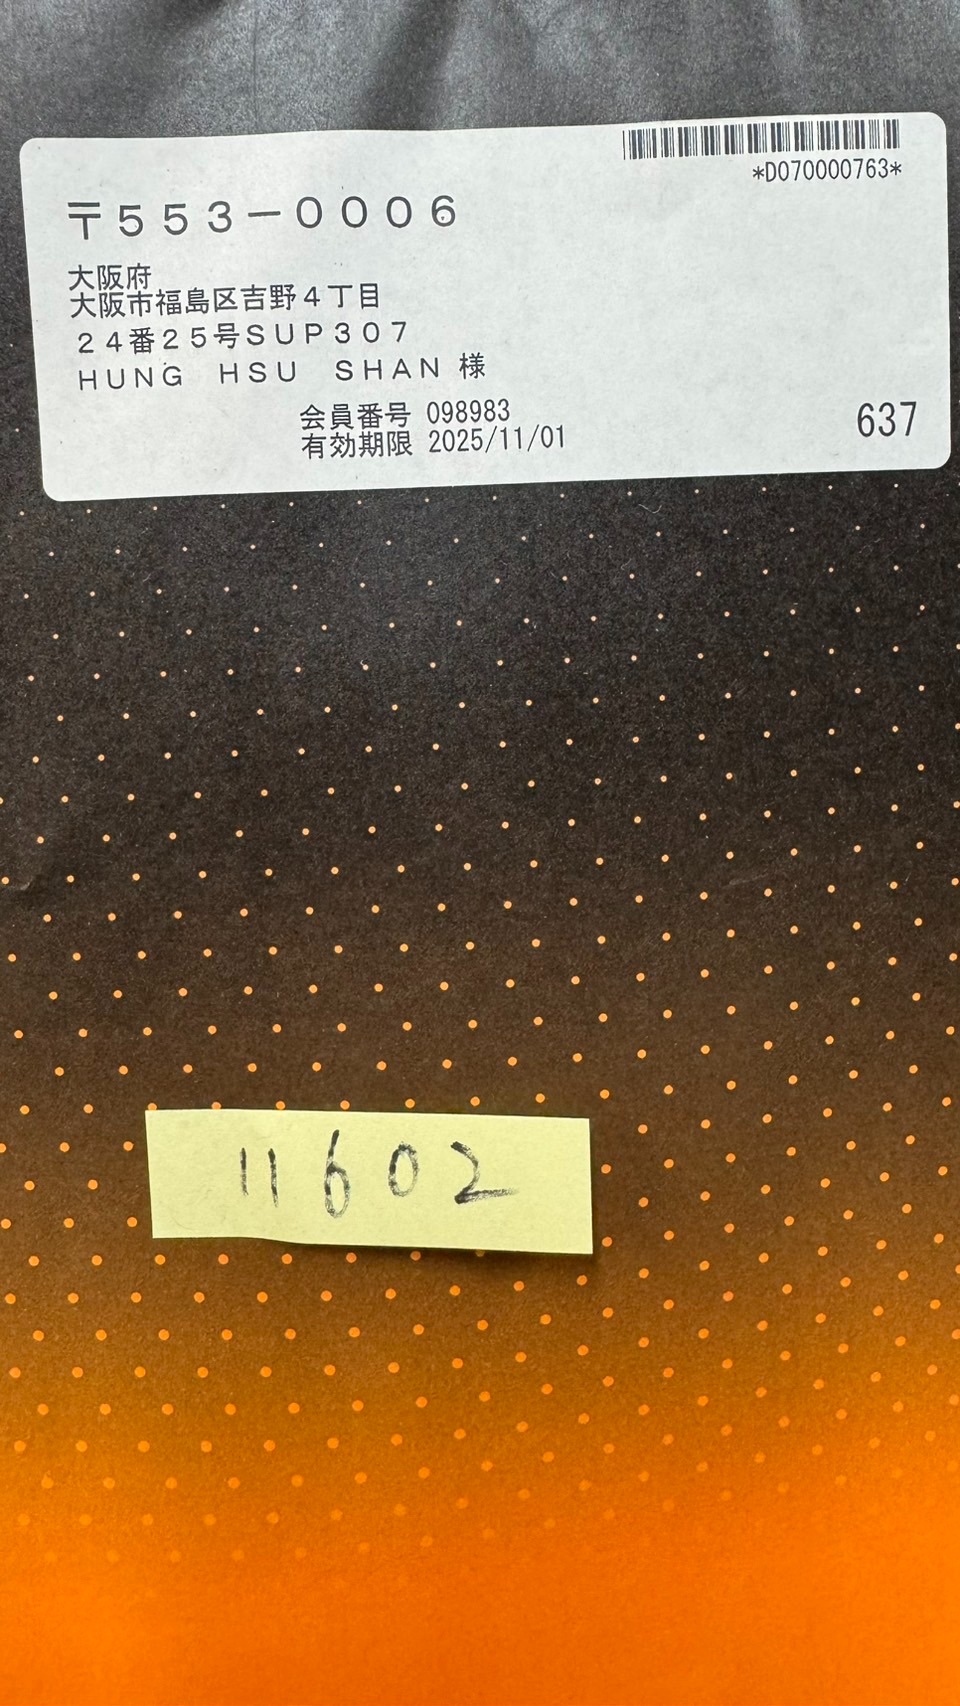 *D070000763*
〒553-0006
大阪府
大阪市福島区吉野4丁目
24番25号SUP307
HUNG HSU SHAN 様
会員番号 098983
有効期限 2025/11/01
637
11602